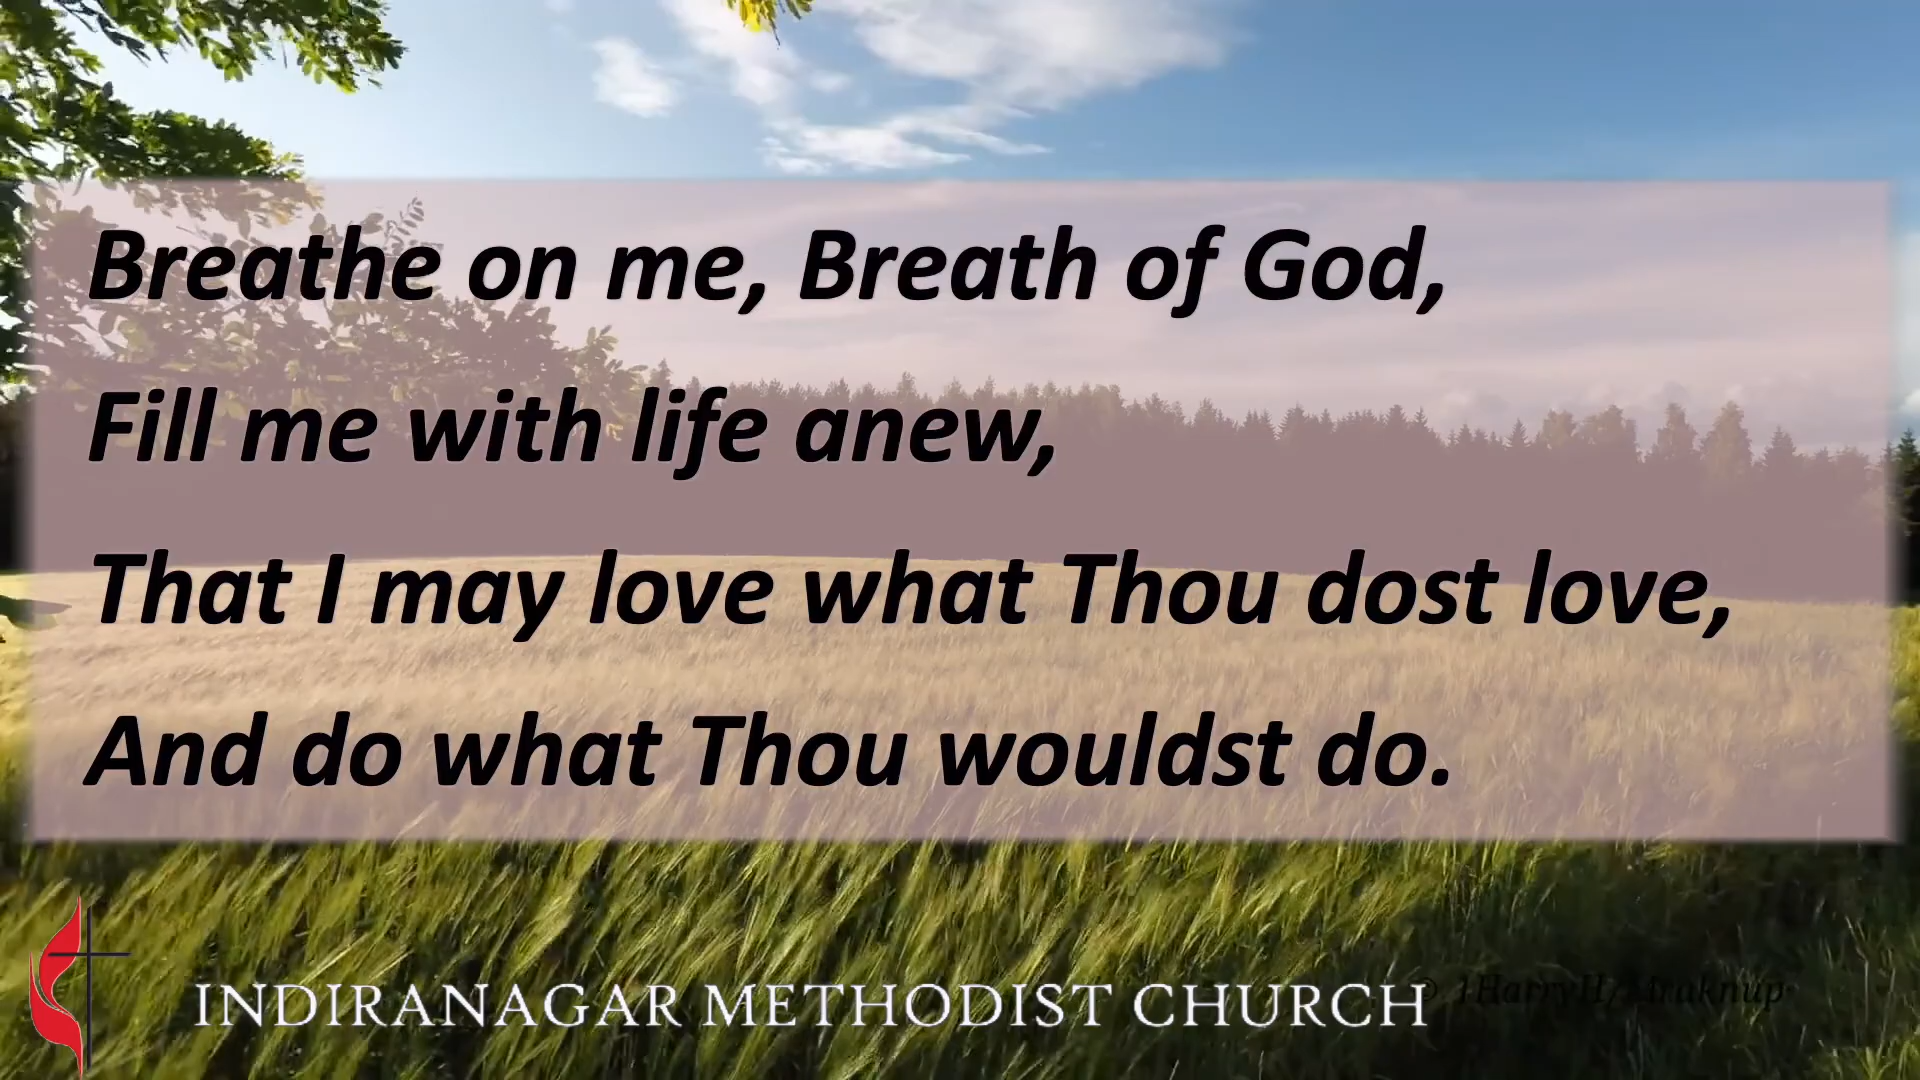 Breathe on me, Breath of God,
Fill me with life anew,
That I may love what Thou dost love,
And do what Thou wouldst do.
INDIRANAGAR METHODIST CHURCH